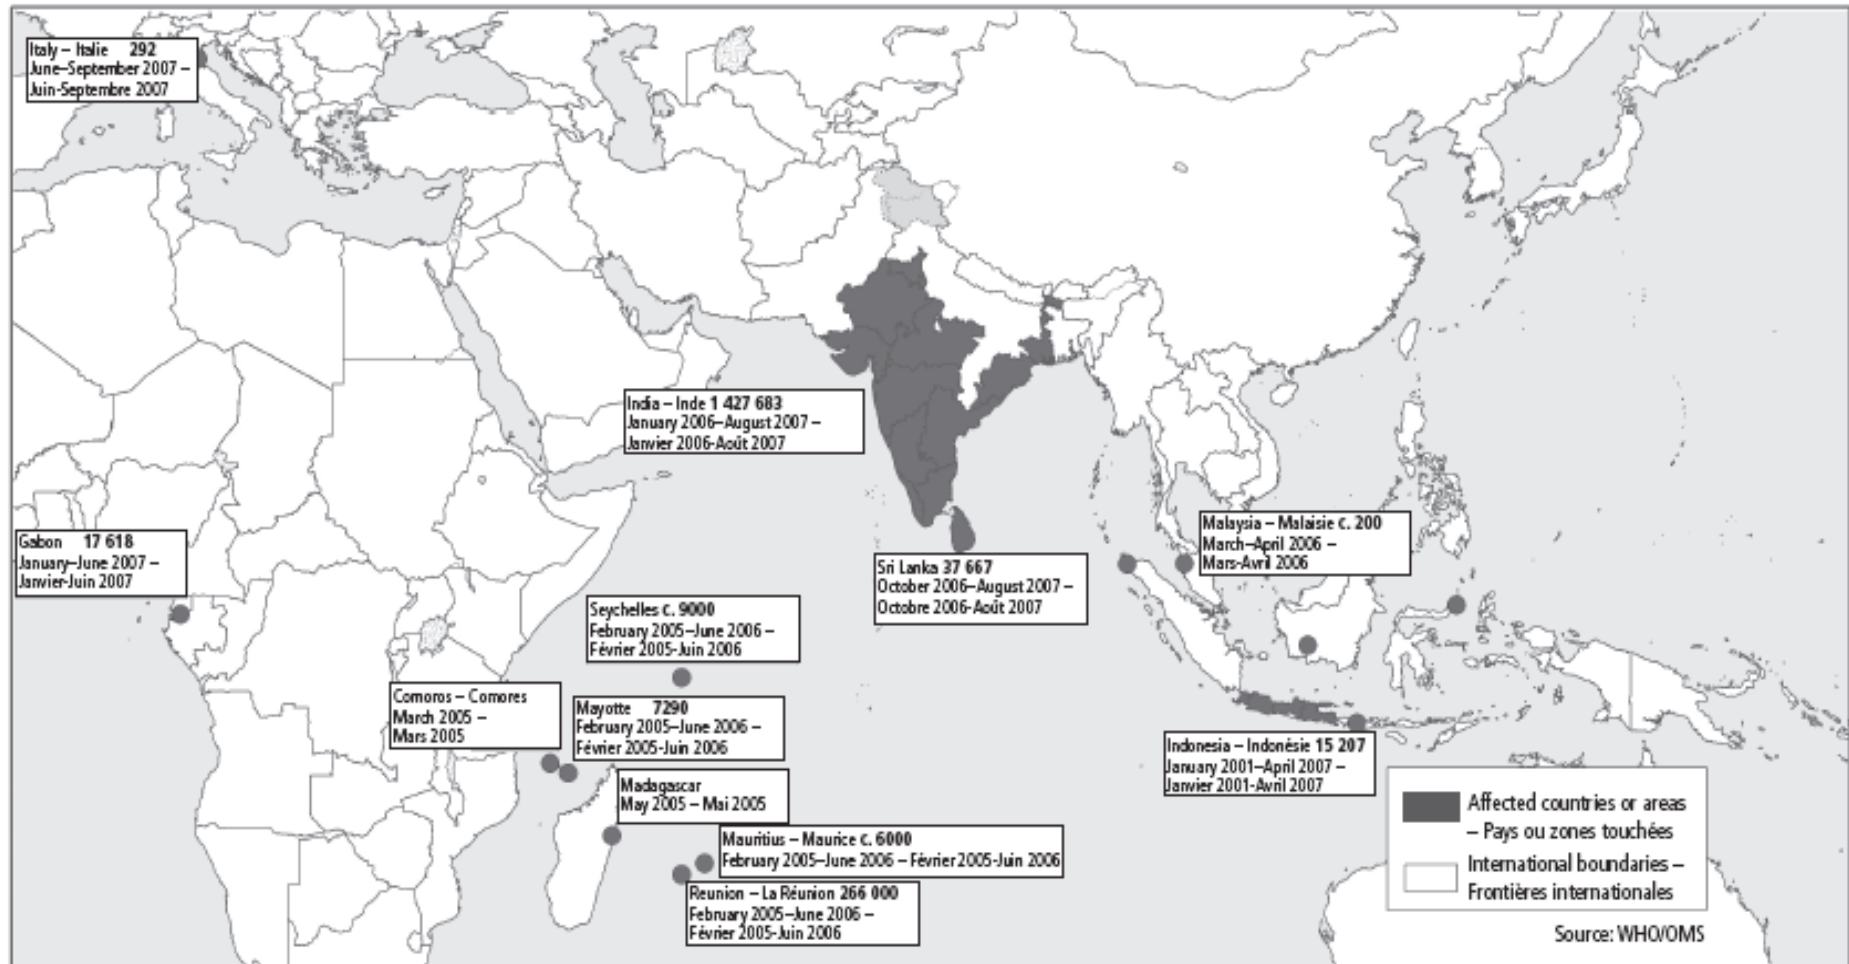 Italy – Italie 292
June–September 2007 –
Juin-Septembre 2007
India – Inde 1 427 683
January 2006–August 2007 –
Janvier 2006-Août 2007
Gabon 17 618
January–June 2007 –
Janvier-Juin 2007
Malaysia – Malaisie c. 200
March–April 2006 –
Mars-Avril 2006
Sri Lanka 37 667
October 2006–August 2007 –
Octobre 2006-Août 2007
Seychelles c. 9000
February 2005–June 2006 –
Février 2005-Juin 2006
Comoros – Comores
March 2005 –
Mars 2005
Mayotte 7290
February 2005–June 2006 –
Février 2005-Juin 2006
Madagascar
May 2005 – Mai 2005
Indonesia – Indonésie 15 207
January 2001–April 2007 –
Janvier 2001-Avril 2007
Mauritius – Maurice c. 6000
February 2005–June 2006 – Février 2005-Juin 2006
Reunion – La Réunion 266 000
February 2005–June 2006 –
Février 2005-Juin 2006
Affected countries or areas
– Pays ou zones touchées
International boundaries –
Frontières internationales
Source: WHO/OMS